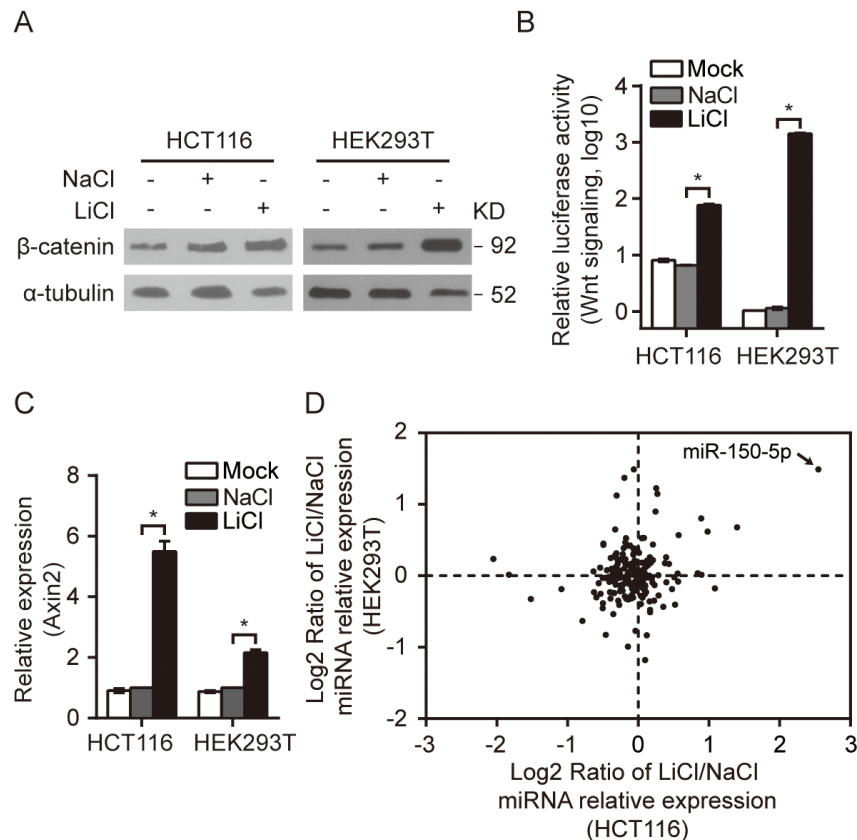 A
HCT116 HEK293T
NaCl - + - - + -
LiCl - - + - - + KD
β-catenin - 92
α-tubulin - 52
B
Mock
NaCl
LiCl
Relative luciferase activity
(Wnt signaling, log10)
4
3
2
1
0
*
*
HCT116 HEK293T
C
Mock
NaCl
LiCl
Relative expression
(Axin2)
8
6
4
2
0
*
*
HCT116 HEK293T
D
Log2 Ratio of LiCl/NaCl
miRNA relative expression
(HEK293T)
2
1
0
-1
-2
miR-150-5p
-3 -2 -1 0 1 2 3
Log2 Ratio of LiCl/NaCl
miRNA relative expression
(HCT116)